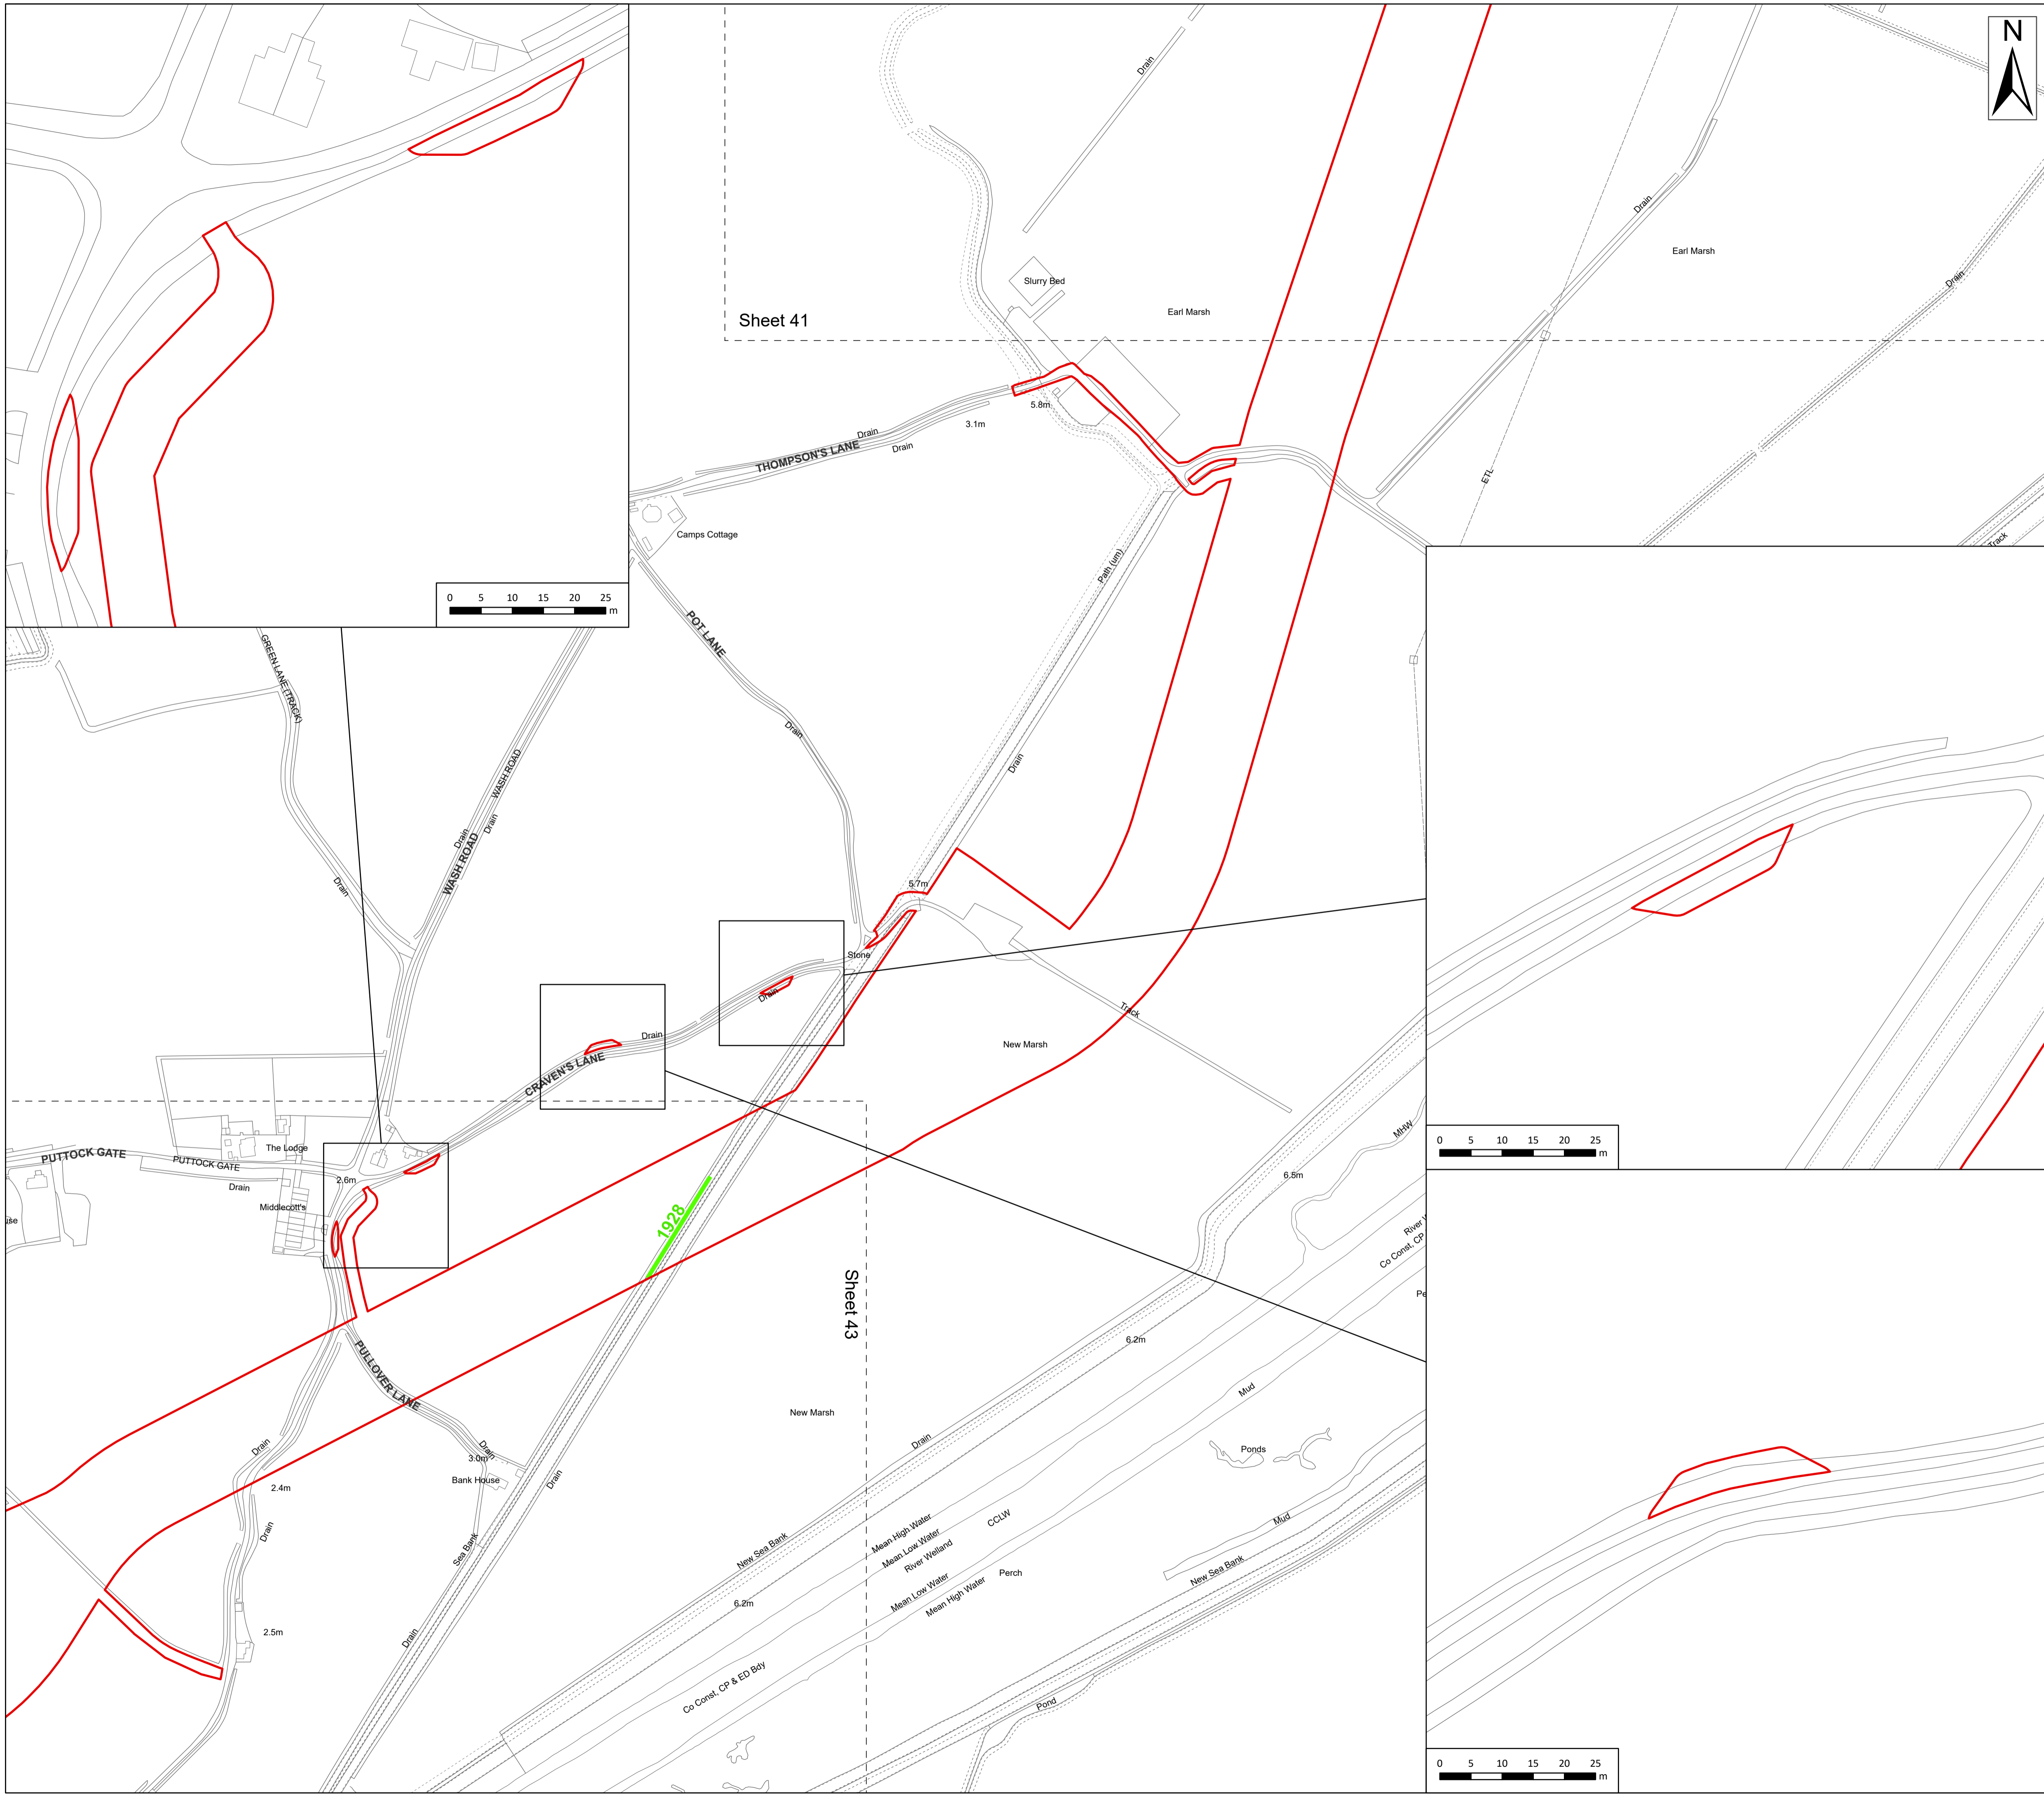 N
Drain
Drain
Earl Marsh
Drain
Slurry Bed
Earl Marsh
Sheet 41
5.8m
3.1m
Drain
THOMPSON'S LANE
Drain
ETL
Track
Camps Cottage
Path (um)
0 5 10 15 20 25
m
POT LANE
GREEN LANE (TRACK)
Drain
Drain
WASH ROAD
Drain
Drain
WASH ROAD
Drain
5.7m
Stone
Drain
Track
Drain
New Marsh
CRAVEN'S LANE
MHW
0 5 10 15 20 25
m
The Lodge
PUTTOCK GATE
PUTTOCK GATE
Drain
2.6m
6.5m
Middlecott's
1928
Co Const, CP
Sheet 43
6.2m
PULLOVER LANE
Mud
New Marsh
Drain
Drain
Drain
3.0m
Ponds
Bank House
Drain
2.4m
Mud
CCLW
Drain
Mean High Water
Sea Bank
Mean Low Water
New Sea Bank
River Welland
New Sea Bank
Perch
Mean Low Water
Mean High Water
6.2m
2.5m
Drain
Co Const, CP & ED Bdy
Pond
0 5 10 15 20 25
m